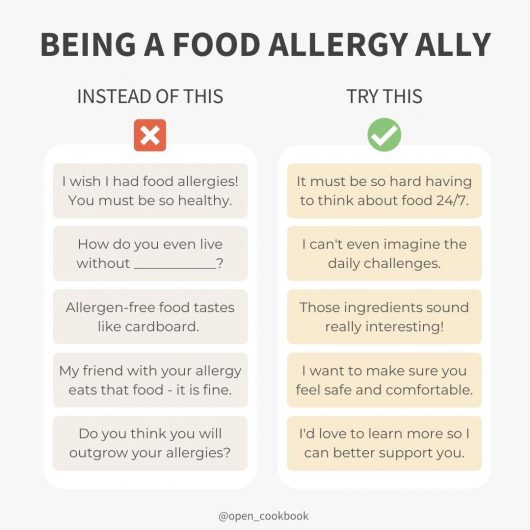 BEING A FOOD ALLERGY ALLY
INSTEAD OF THIS
I wish I had food allergies!
You must be so healthy.
How do you even live
without ____________?
Allergen-free food tastes
like cardboard.
My friend with your allergy
eats that food - it is fine.
Do you think you will
outgrow your allergies?
TRY THIS
It must be so hard having
to think about food 24/7.
I can't even imagine the
daily challenges.
Those ingredients sound
really interesting!
I want to make sure you
feel safe and comfortable.
I'd love to learn more so I
can better support you.
@open_cookbook